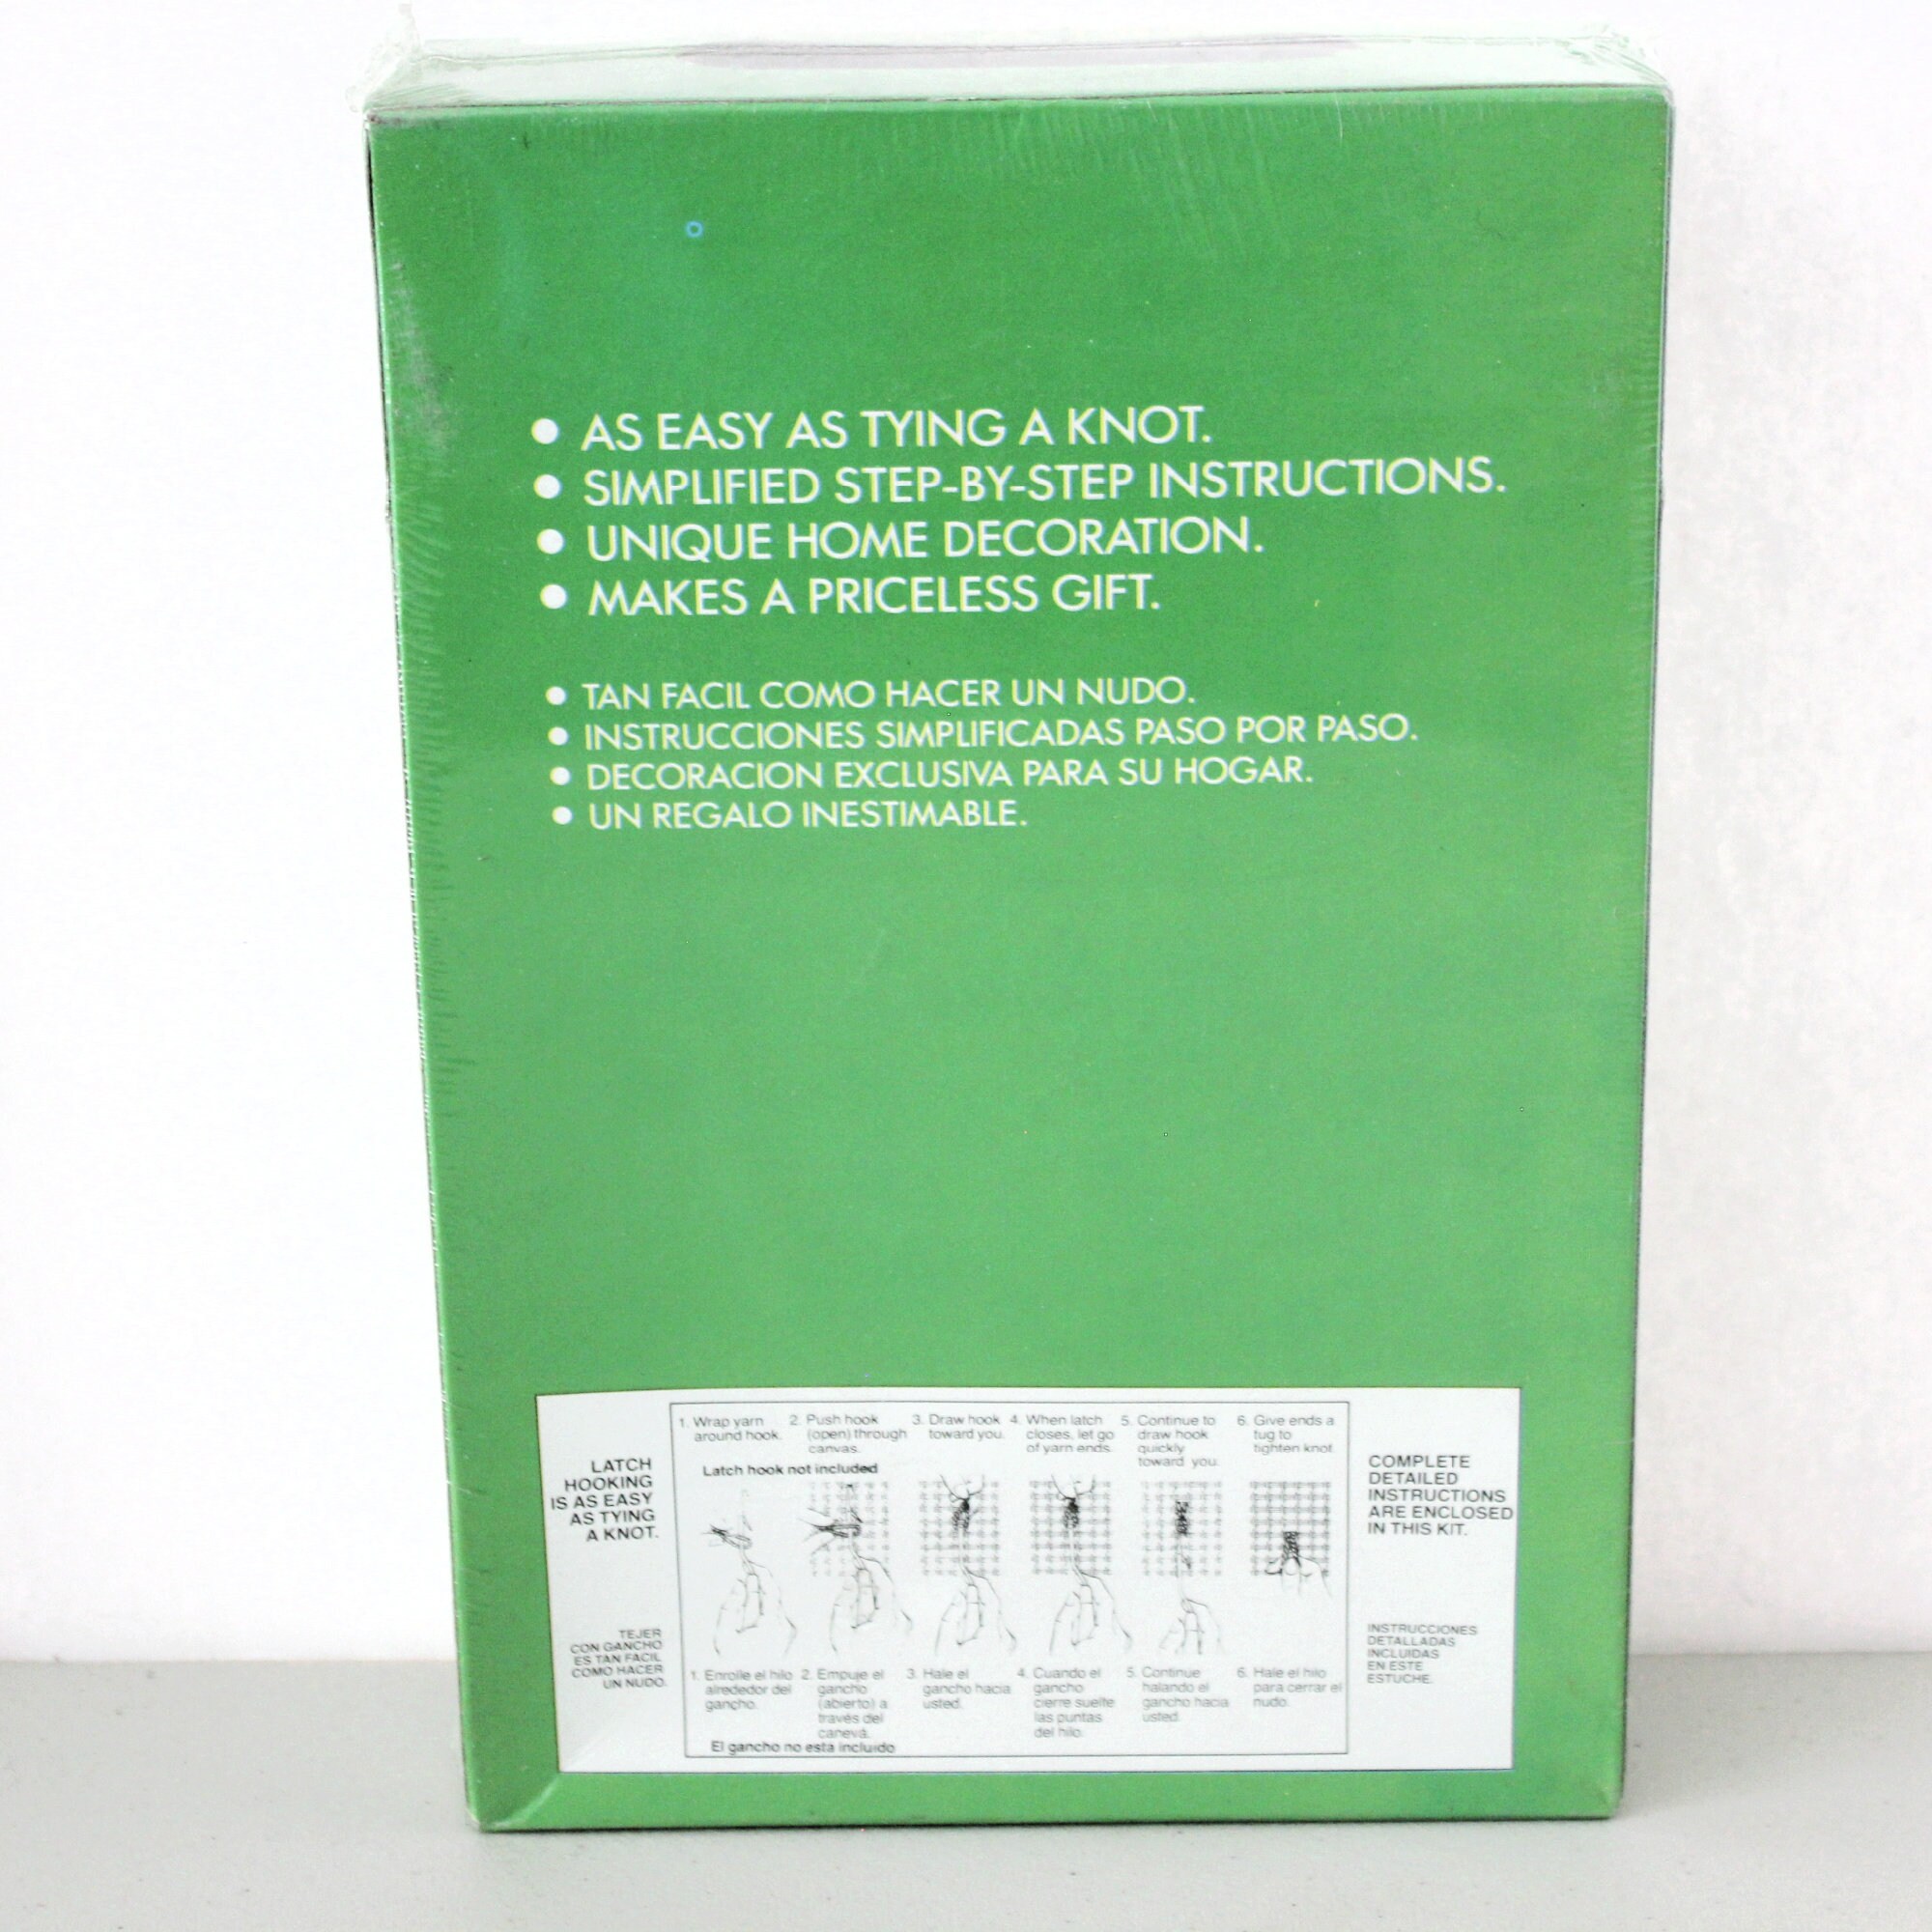 • AS EASY AS TYING A KNOT.
• SIMPLIFIED STEP-BY-STEP INSTRUCTIONS.
• UNIQUE HOME DECORATION.
• MAKES A PRICELESS GIFT.
• TAN FACIL COMO HACER UN NUDO.
• INSTRUCCIONES SIMPLIFICADAS PASO POR PASO.
• DECORACION EXCLUSIVA PARA SU HOGAR.
• UN REGALO INESTIMABLE.
LATCH
HOOKING
IS AS EASY
AS TYING
A KNOT.
TEJER
CON GANCHO
ES TAN FACIL
COMO HACER
UN NUDO.
1. Wrap yarn
around hook.
2. Push hook
(open) through
canvas.
3. Draw hook
toward you.
4. When latch
closes, let go
of yarn ends.
5. Continue to
draw hook
quickly
toward you.
6. Give ends a
tug to
tighten knot.
Latch hook not included
1. Enrolle el hilo
alrededor del
gancho.
2. Empuje el
gancho
(abierto) a
través del
canevá.
3. Hale el
gancho hacia
usted.
4. Cuando el
gancho
cierre suelte
las puntas
del hilo.
5. Continue
halando el
gancho hacia
usted.
6. Hale el hilo
para cerrar el
nudo.
El gancho no esta incluido
COMPLETE
DETAILED
INSTRUCTIONS
ARE ENCLOSED
IN THIS KIT.
INSTRUCCIONES
DETALLADAS
INCLUIDAS
EN ESTE
ESTUCHE.